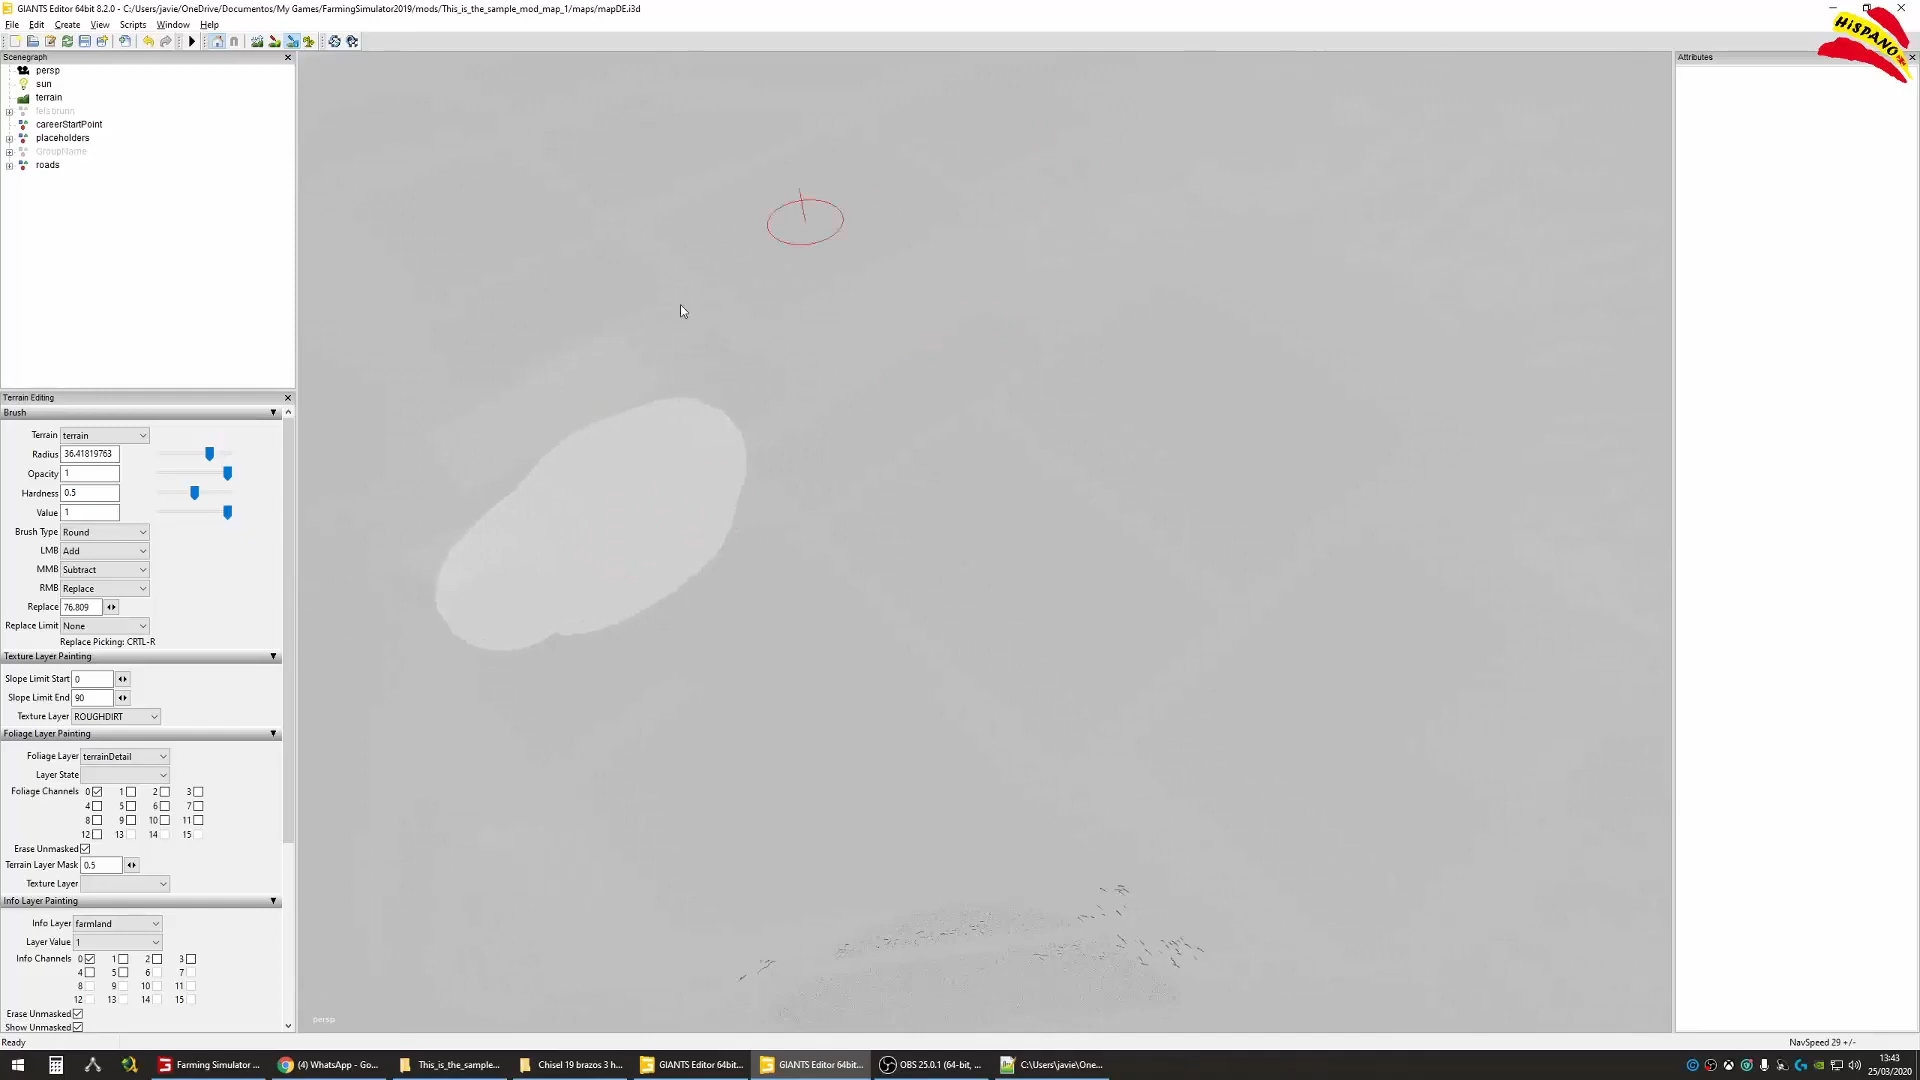 GIANTS Editor 64bit 8.2.0 - C:/Users/javie/OneDrive/Documentos/My Games/FarmingSimulator2019/mods/This_is_the_sample_mod_map_1/maps/mapDE.i3d
File Edit Create View Scripts Window Help
HISPANO
Scenegraph
Attributes
persp
sun
terrain
felsbrunn
careerStartPoint
placeholders
GroupName
roads
Terrain Editing
Brush
Terrain terrain
Radius 36.41819763
Opacity 1
Hardness 0.5
Value 1
Brush Type Round
LMB Add
MMB Subtract
RMB Replace
Replace 76.809
Replace Limit None
Replace Picking: CRTL-R
Texture Layer Painting
Slope Limit Start 0
Slope Limit End 90
Texture Layer ROUGHDIRT
Foliage Layer Painting
Foliage Layer terrainDetail
Layer State
Foliage Channels 0 1 2 3
4 5 6 7
8 9 10 11
12 13 14 15
Erase Unmasked
Terrain Layer Mask 0.5
Texture Layer
Info Layer Painting
Info Layer farmland
Layer Value 1
Info Channels 0 1 2 3
4 5 6 7
8 9 10 11
12 13 14 15
Erase Unmasked
Show Unmasked
persp
Ready
NavSpeed 29 +/-
Farming Simulator ...
(4) WhatsApp - Go...
This_is_the_sample...
Chisel 19 brazos 3 h...
GIANTS Editor 64bit...
GIANTS Editor 64bit...
OBS 25.0.1 (64-bit, ...
C:\Users\javie\One...
13:43
25/03/2020